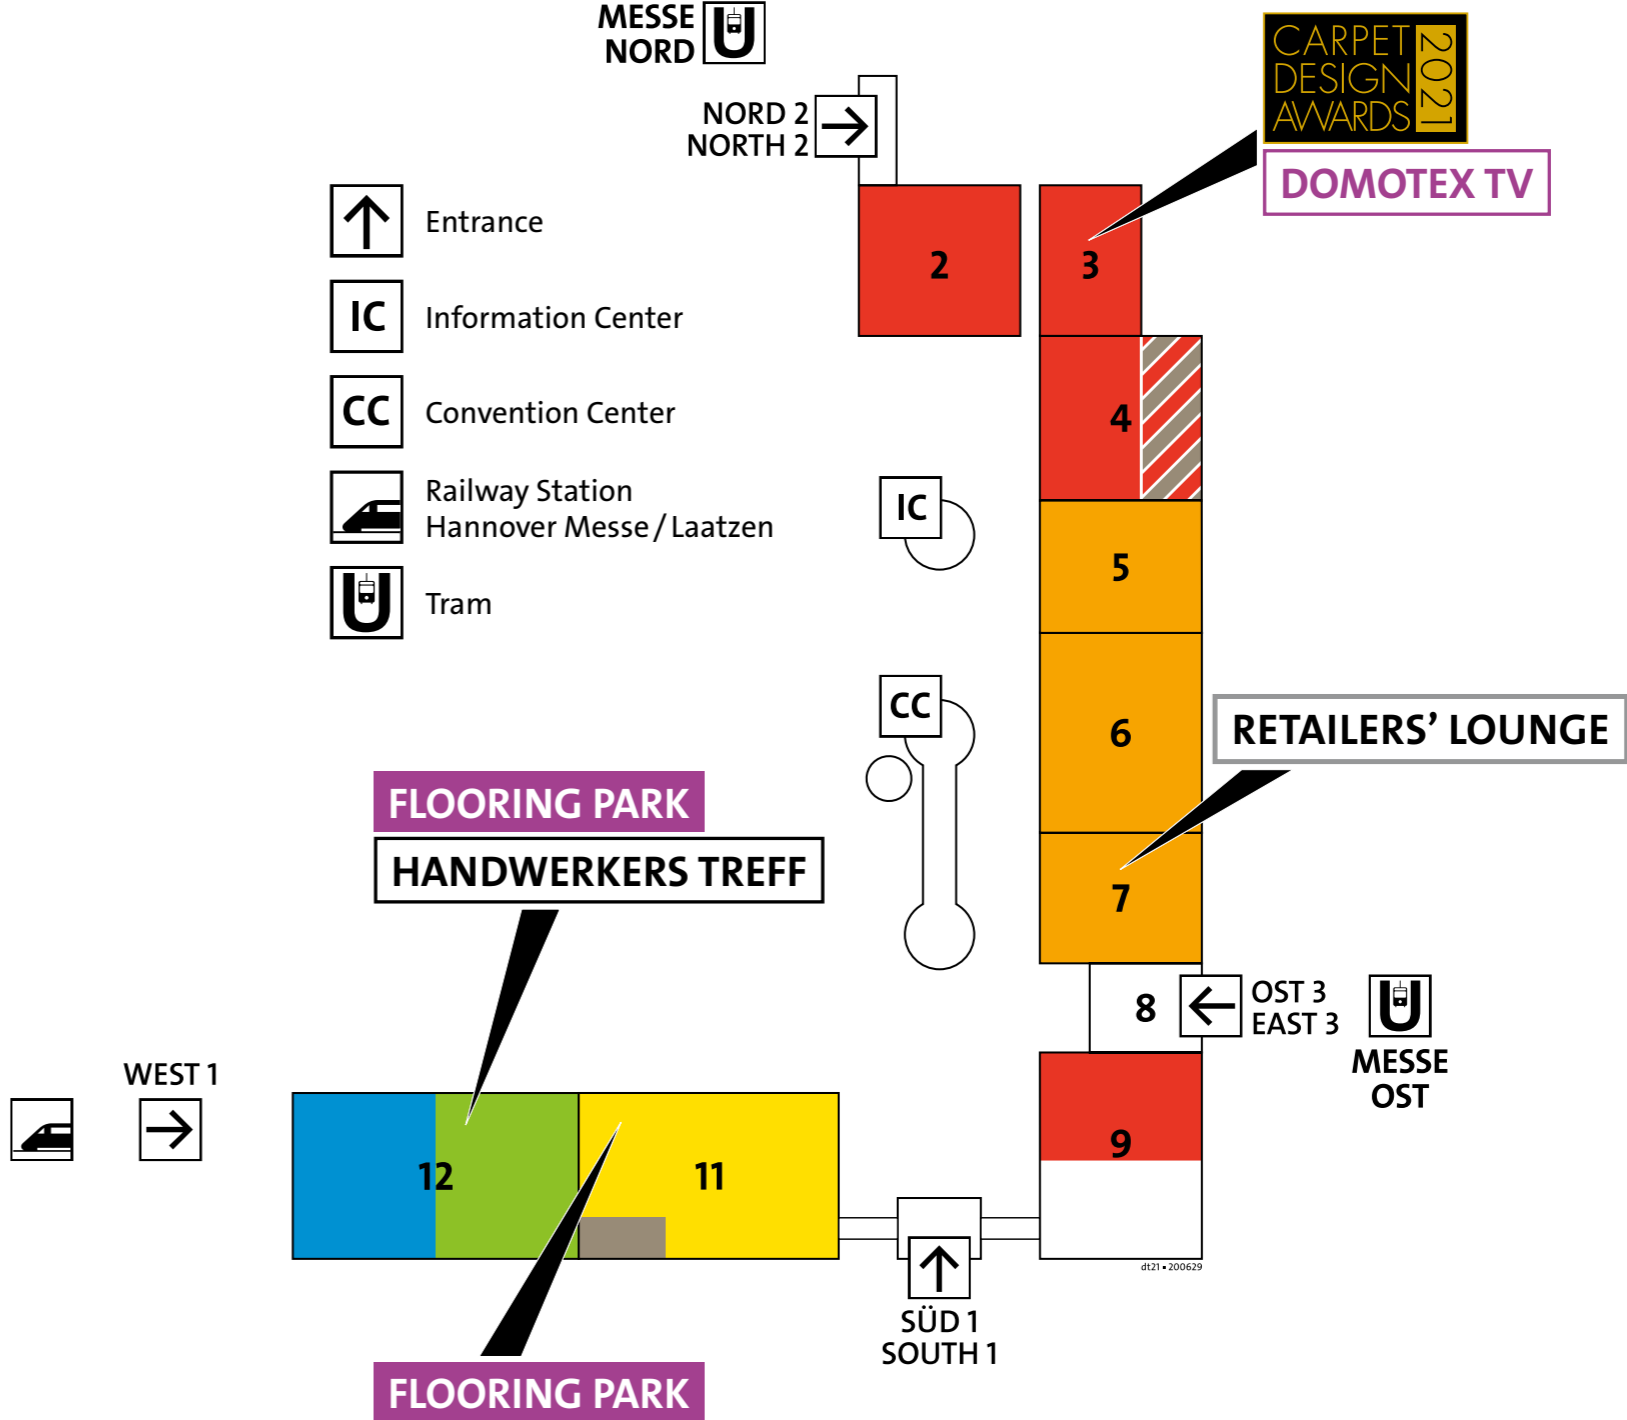 MESSE
NORD
U
CARPET
DESIGN
AWARDS
2021
NORD 2
NORTH 2
DOMOTEX TV
Entrance
2
3
IC
Information Center
CC
Convention Center
4
Railway Station
Hannover Messe / Laatzen
IC
5
U
Tram
CC
6
RETAILERS’ LOUNGE
FLOORING PARK
HANDWERKERS TREFF
7
8
OST 3
EAST 3
U
MESSE
OST
WEST 1
12
11
9
dt21 ▪ 200629
SÜD 1
SOUTH 1
FLOORING PARK